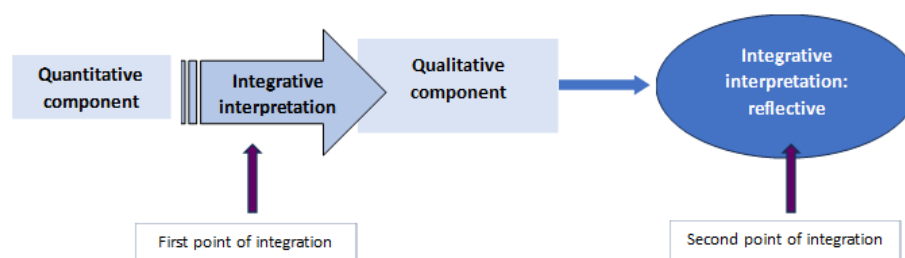 Quantitative
component
Integrative
interpretation
Qualitative
component
Integrative
interpretation:
reflective
First point of integration
Second point of integration